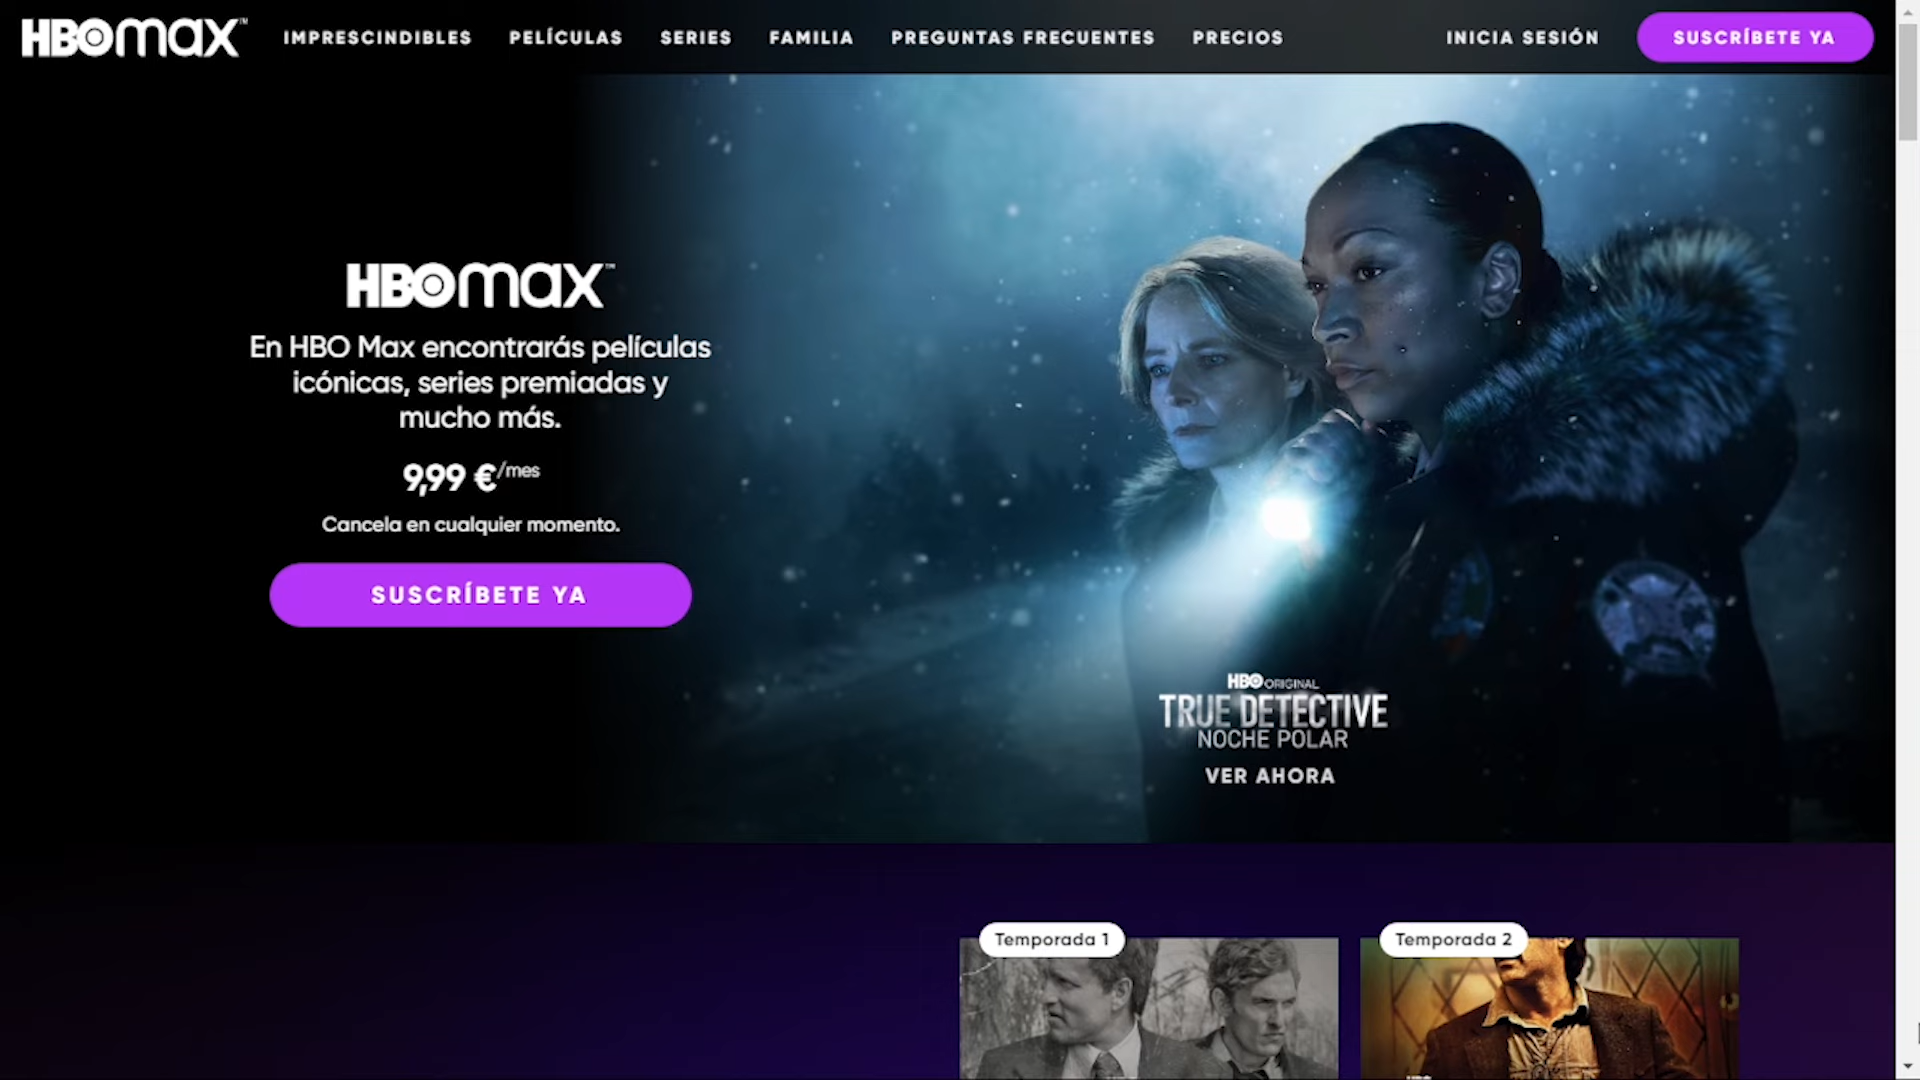 HBOmax™
IMPRESCINDIBLES
PELÍCULAS
SERIES
FAMILIA
PREGUNTAS FRECUENTES
PRECIOS
INICIA SESIÓN
SUSCRÍBETE YA
HBOmax™
En HBO Max encontrarás películas
icónicas, series premiadas y
mucho más.
9,99 €/mes
Cancela en cualquier momento.
SUSCRÍBETE YA
HBO ORIGINAL
TRUE DETECTIVE
NOCHE POLAR
VER AHORA
Temporada 1
Temporada 2